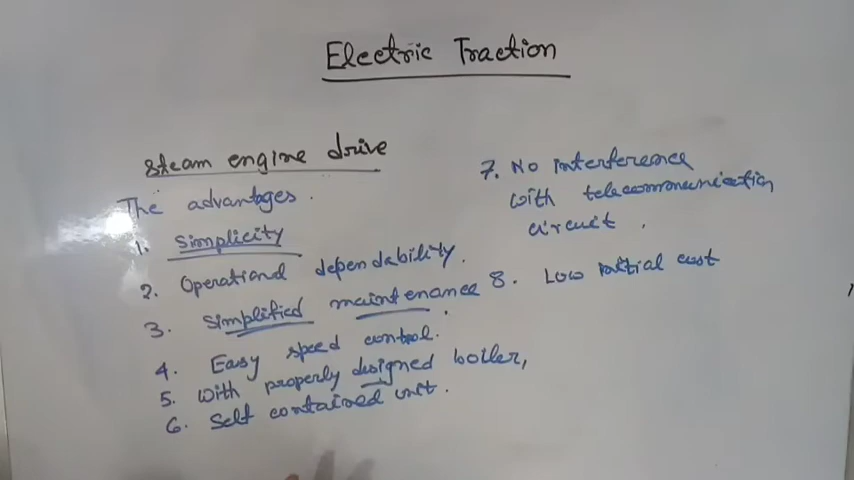 Electric Traction
Steam engine drive
The advantages.
1. Simplicity
2. Operational dependability.
3. Simplified maintenance.
4. Easy speed control.
5. With properly designed boiler,
6. Self contained unit.
7. No interference
with telecommunication
circuit.
8. Low initial cost